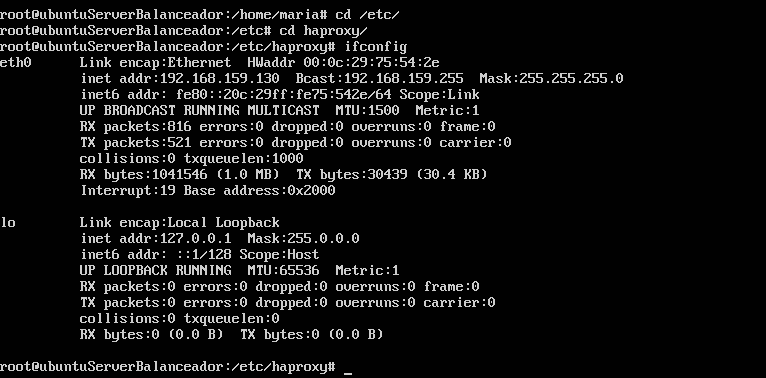 root@ubuntuServerBalanceador:/home/maria# cd /etc/
root@ubuntuServerBalanceador:/etc# cd haproxy/
root@ubuntuServerBalanceador:/etc/haproxy# ifconfig
eth0      Link encap:Ethernet  HWaddr 00:0c:29:75:54:2e
          inet addr:192.168.159.130  Bcast:192.168.159.255  Mask:255.255.255.0
          inet6 addr: fe80::20c:29ff:fe75:542e/64 Scope:Link
          UP BROADCAST RUNNING MULTICAST  MTU:1500  Metric:1
          RX packets:816 errors:0 dropped:0 overruns:0 frame:0
          TX packets:521 errors:0 dropped:0 overruns:0 carrier:0
          collisions:0 txqueuelen:1000
          RX bytes:1041546 (1.0 MB)  TX bytes:30439 (30.4 KB)
          Interrupt:19 Base address:0x2000
lo        Link encap:Local Loopback
          inet addr:127.0.0.1  Mask:255.0.0.0
          inet6 addr: ::1/128 Scope:Host
          UP LOOPBACK RUNNING  MTU:65536  Metric:1
          RX packets:0 errors:0 dropped:0 overruns:0 frame:0
          TX packets:0 errors:0 dropped:0 overruns:0 carrier:0
          collisions:0 txqueuelen:0
          RX bytes:0 (0.0 B)  TX bytes:0 (0.0 B)
root@ubuntuServerBalanceador:/etc/haproxy# _